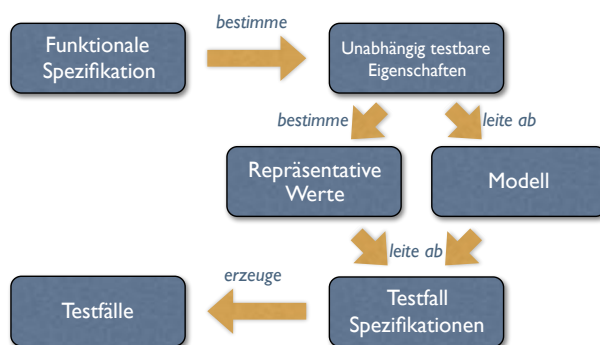 bestimme
Funktionale
Spezifikation
Unabhängig testbare
Eigenschaften
bestimme
leite ab
Repräsentative
Werte
Modell
leite ab
erzeuge
Testfälle
Testfall
Spezifikationen